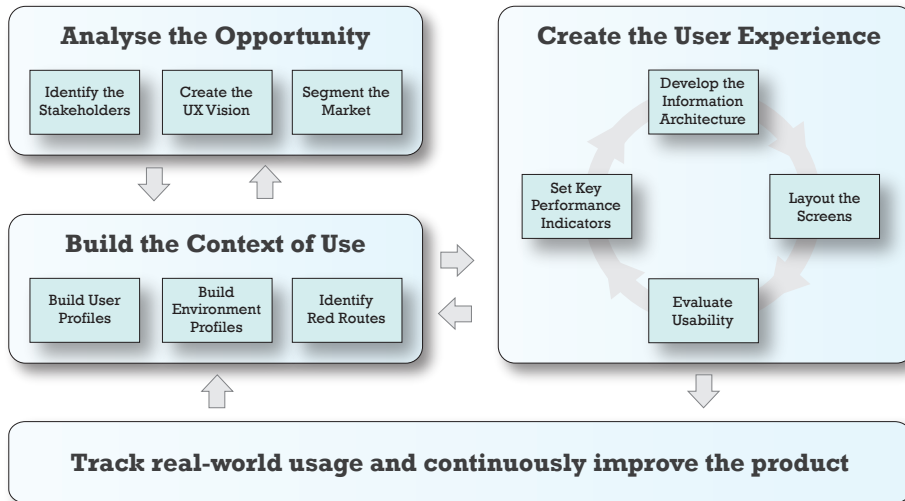 Analyse the Opportunity
Identify the
Stakeholders
Create the
UX Vision
Segment the
Market
Build the Context of Use
Build User
Profiles
Build
Environment
Profiles
Identify
Red Routes
Create the User Experience
Develop the
Information
Architecture
Set Key
Performance
Indicators
Layout the
Screens
Evaluate
Usability
Track real-world usage and continuously improve the product